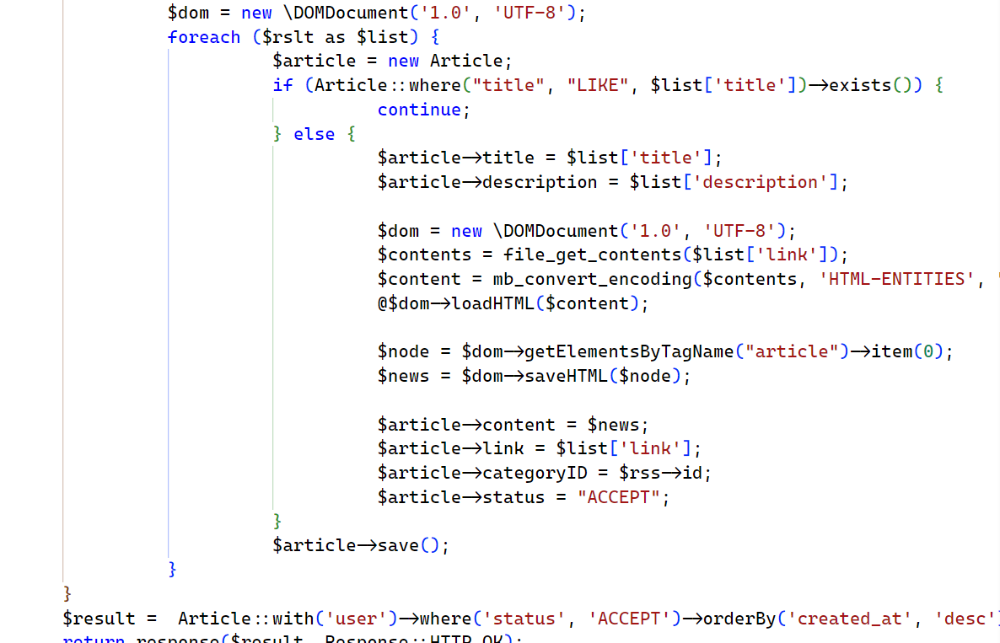 $dom = new \DOMDocument('1.0', 'UTF-8');
foreach ($rslt as $list) {
$article = new Article;
if (Article::where("title", "LIKE", $list['title'])->exists()) {
continue;
} else {
$article->title = $list['title'];
$article->description = $list['description'];
$dom = new \DOMDocument('1.0', 'UTF-8');
$contents = file_get_contents($list['link']);
$content = mb_convert_encoding($contents, 'HTML-ENTITIES', '
@$dom->loadHTML($content);
$node = $dom->getElementsByTagName("article")->item(0);
$news = $dom->saveHTML($node);
$article->content = $news;
$article->link = $list['link'];
$article->categoryID = $rss->id;
$article->status = "ACCEPT";
}
$article->save();
}
}
$result =  Article::with('user')->where('status', 'ACCEPT')->orderBy('created_at', 'desc')
return response($result, Response::HTTP_OK);